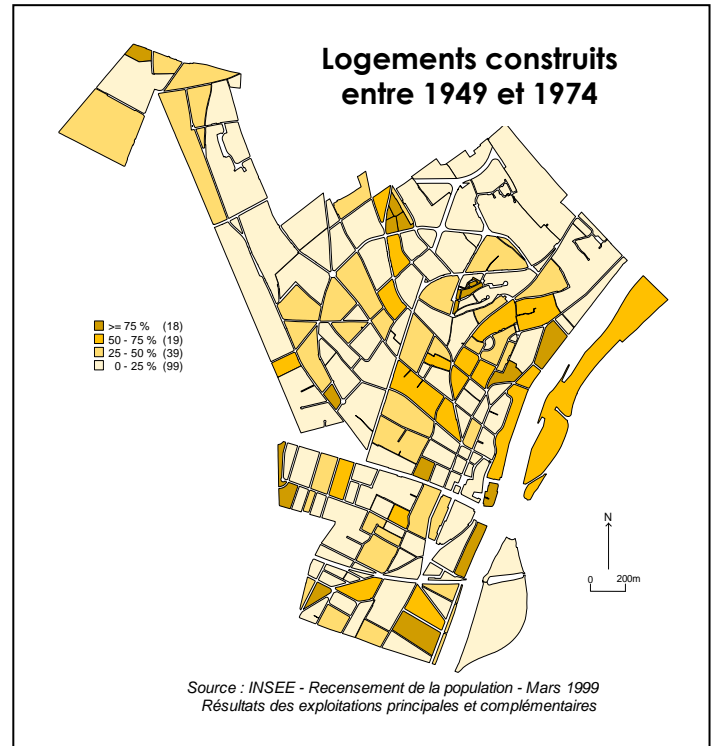 Logements construits
entre 1949 et 1974
>= 75 % (18)
50 - 75 % (19)
25 - 50 % (39)
0 - 25 % (99)
N
0 200m
Source : INSEE - Recensement de la population - Mars 1999
Résultats des exploitations principales et complémentaires